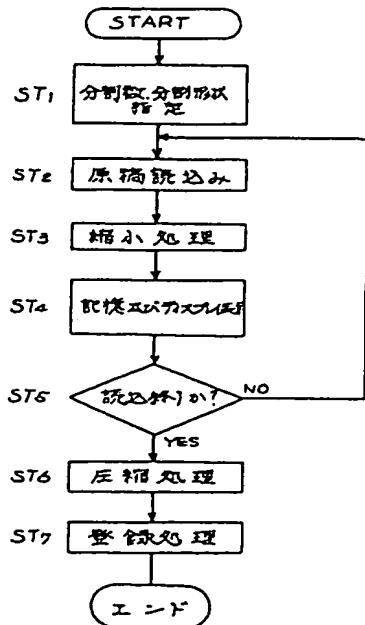 START
ST1
分割数.分割形状
指定
ST2
原稿読込み
ST3
縮小処理
ST4
記憶及びディスプレイ表示
ST5
読込終りか?
NO
YES
ST6
圧縮処理
ST7
登録処理
エンド